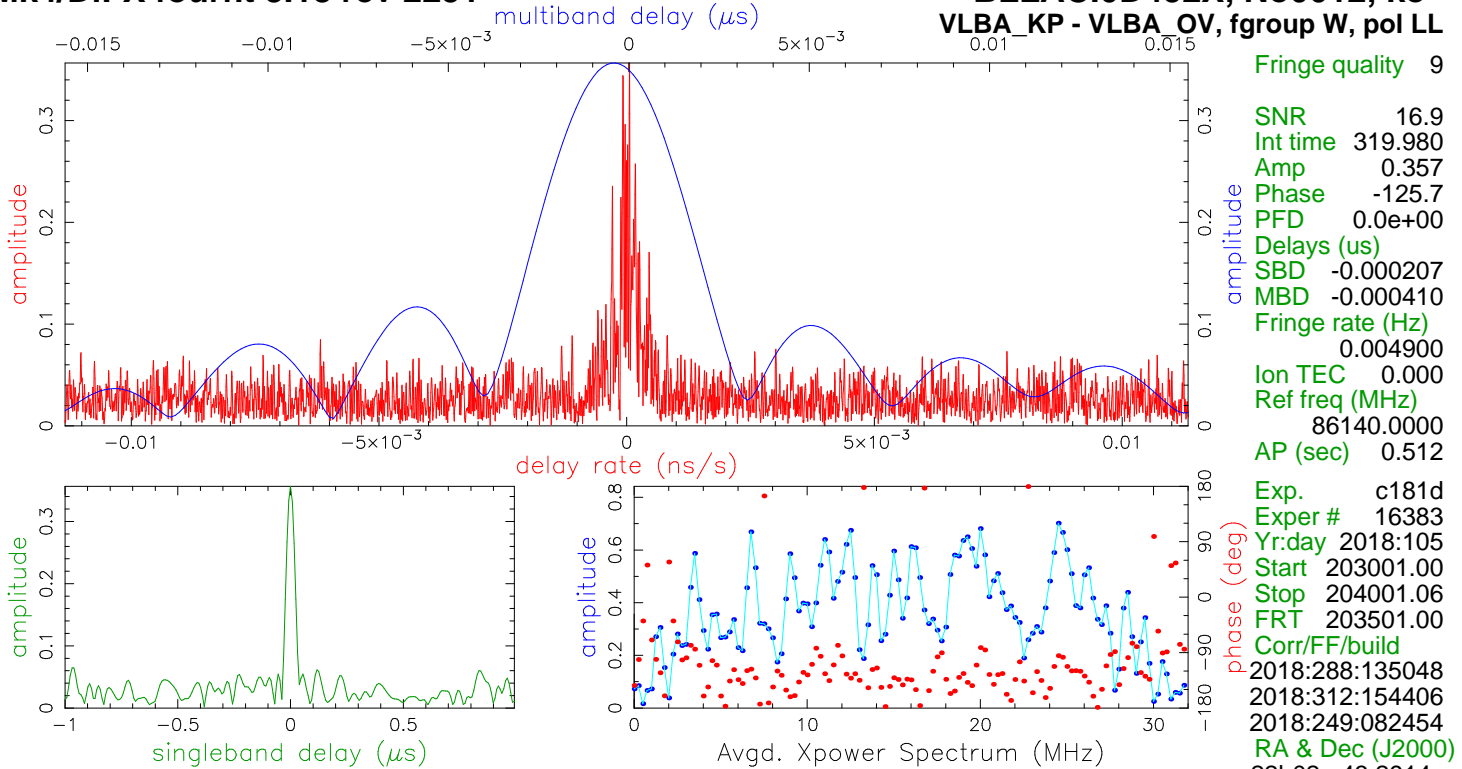 multiband delay (μs)
VLBA_KP - VLBA_OV, fgroup W, pol LL
−0.015 −0.01 −5×10⁻³ 0 5×10⁻³ 0.01 0.015
amplitude
0 0.1 0.2 0.3
0 0.1 0.2 0.3
amplitude
−0.01 −5×10⁻³ 0 5×10⁻³ 0.01
delay rate (ns/s)
Fringe quality 9
SNR 16.9
Int time 319.980
Amp 0.357
Phase -125.7
PFD 0.0e+00
Delays (us)
SBD -0.000207
MBD -0.000410
Fringe rate (Hz)
0.004900
Ion TEC 0.000
Ref freq (MHz)
86140.0000
AP (sec) 0.512
Exp. c181d
Exper # 16383
Yr:day 2018:105
Start 203001.00
Stop 204001.06
FRT 203501.00
Corr/FF/build
2018:288:135048
2018:312:154406
2018:249:082454
RA & Dec (J2000)
amplitude
0 0.1 0.2 0.3
−1 −0.5 0 0.5
singleband delay (μs)
amplitude
0 0.2 0.4 0.6 0.8
0 10 20 30
Avgd. Xpower Spectrum (MHz)
180 90 0 −90 −180
phase (deg)